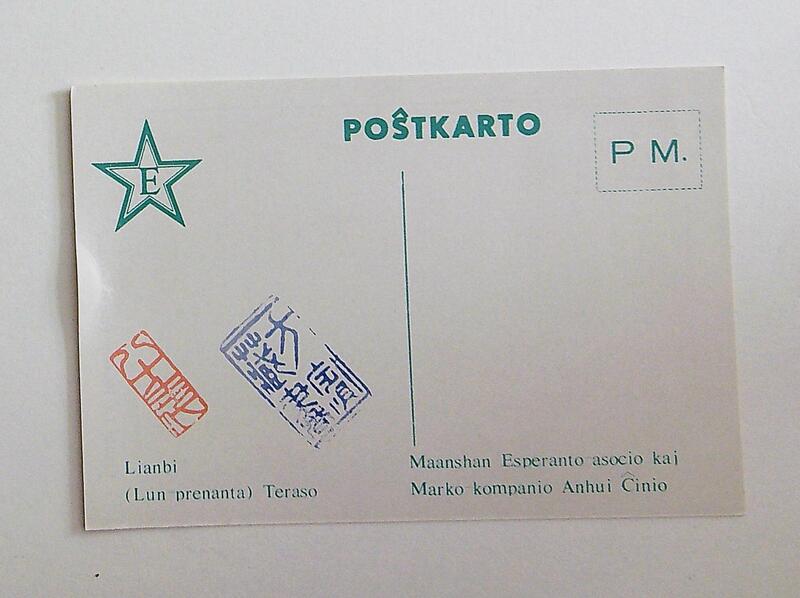 POŜTKARTO
P M.
E
Lianbi
(Lun prenanta) Teraso
Maanshan Esperanto asocio kaj
Marko kompanio Anhui Ĉinio